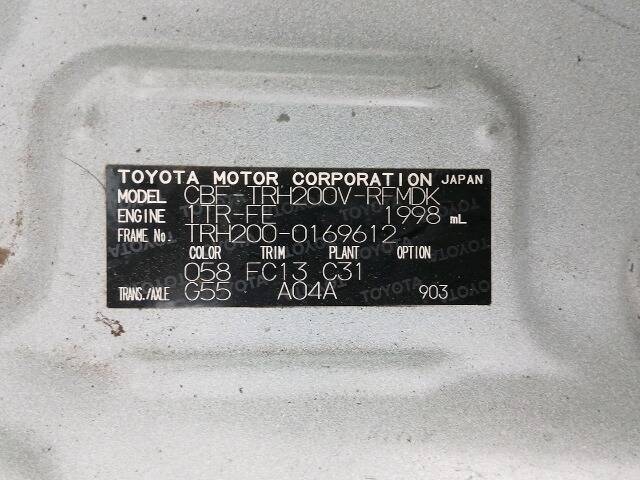 TOYOTA MOTOR CORPORATION JAPAN
MODEL CBF-TRH200V-RFMDK
ENGINE 1TR-FE 1998 mL
FRAME No. TRH200-0169612
COLOR TRIM PLANT OPTION
058 FC13 C31
TRANS./AXLE G55 A04A 903